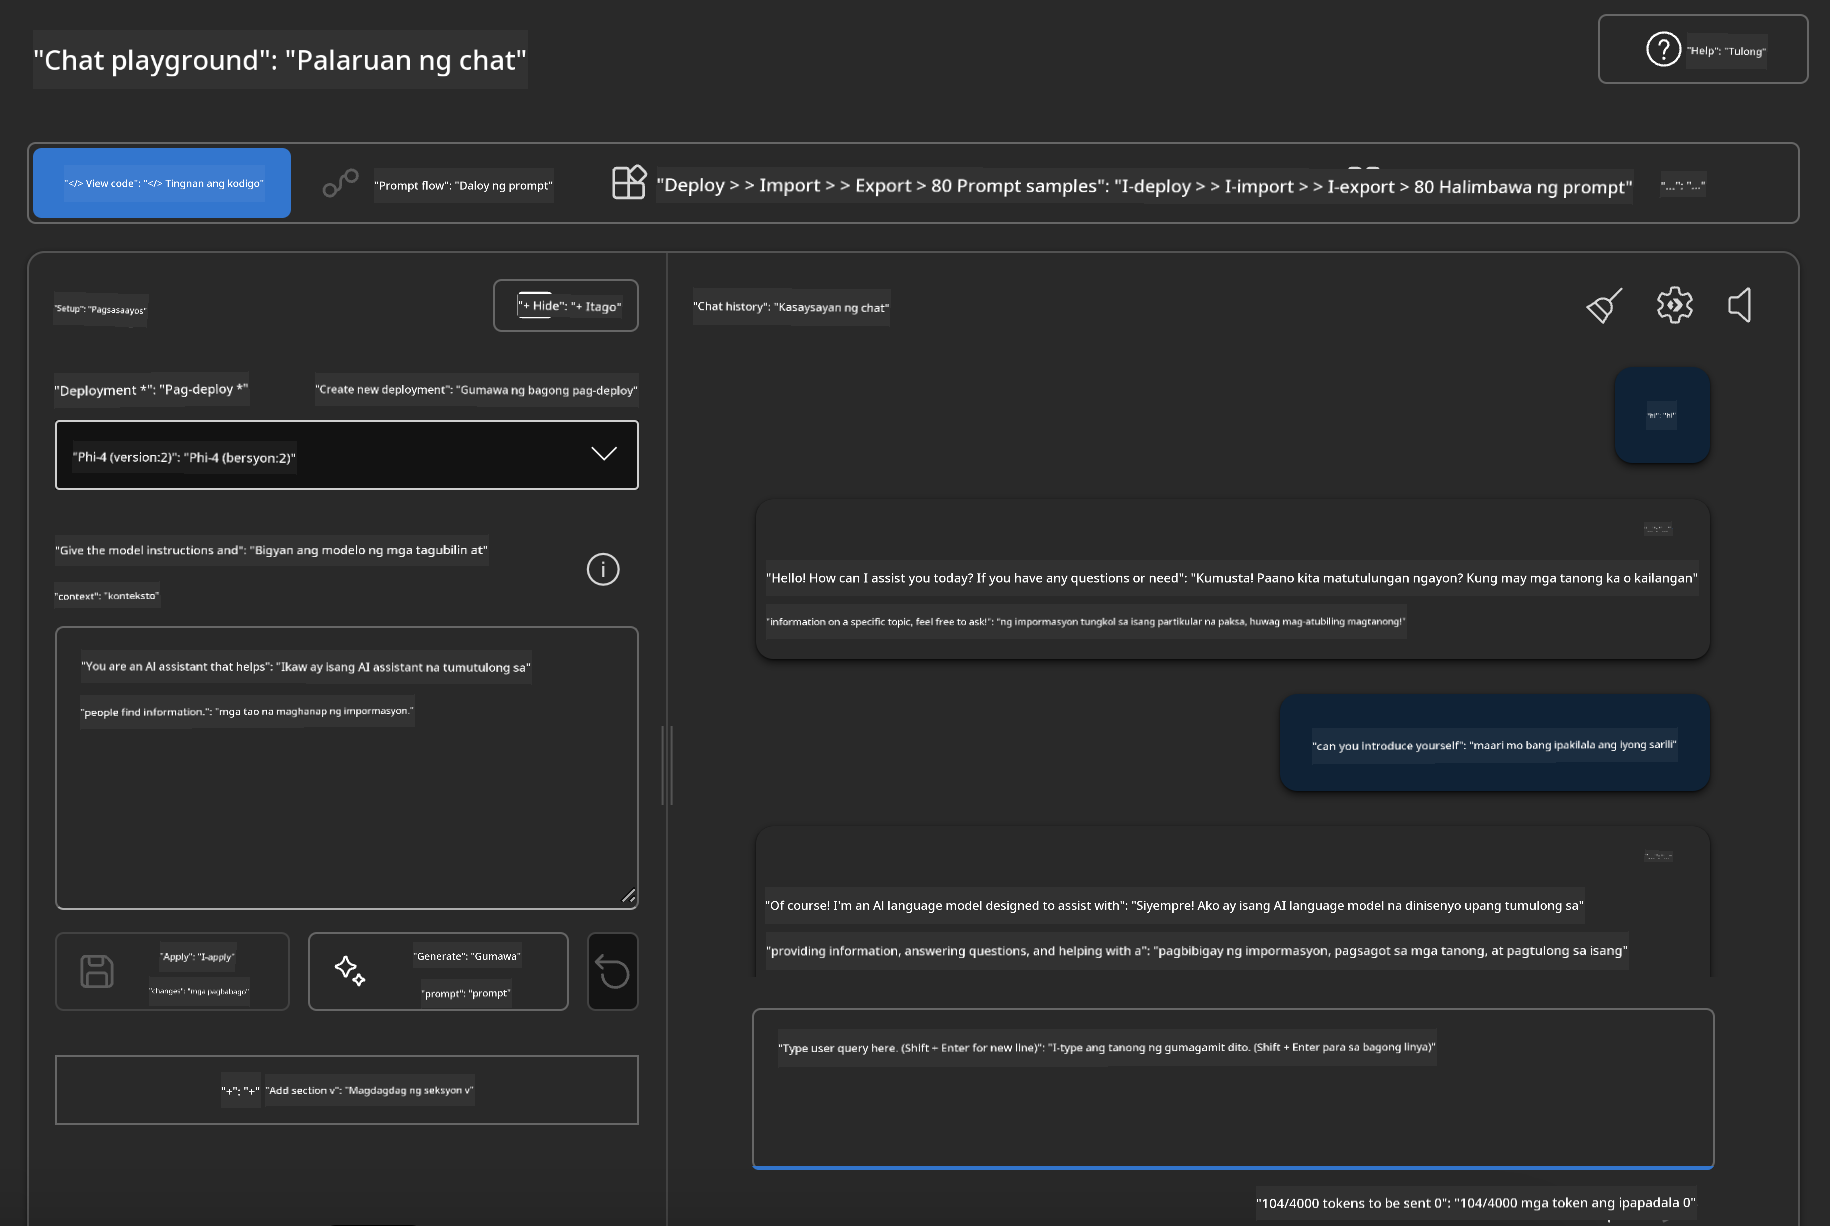 "Chat playground": "Palaruan ng chat"
"Help": "Tulong"
"</> View code": "</> Tingnan ang kodigo"
"Prompt flow": "Daloy ng prompt"
"Deploy > > Import > > Export > 80 Prompt samples": "I-deploy > > I-import > > I-export > 80 Halimbawa ng prompt"
"...": "..."
"Setup": "Pagsasaayos"
"+ Hide": "+ Itago"
"Deployment *": "Pag-deploy *"
"Create new deployment": "Gumawa ng bagong pag-deploy"
"Phi-4 (version:2)": "Phi-4 (bersyon:2)"
"Give the model instructions and": "Bigyan ang modelo ng mga tagubilin at"
"context": "konteksto"
"You are an AI assistant that helps": "Ikaw ay isang AI assistant na tumutulong sa"
"people find information.": "mga tao na maghanap ng impormasyon."
"Apply": "I-apply"
"changes": "mga pagbabago"
"Generate": "Gumawa"
"prompt": "prompt"
"+": "+"
"Add section v": "Magdagdag ng seksyon v"
"Chat history": "Kasaysayan ng chat"
"hi": "hi"
"...": "..."
"Hello! How can I assist you today? If you have any questions or need": "Kumusta! Paano kita matutulungan ngayon? Kung may mga tanong ka o kailangan"
"information on a specific topic, feel free to ask!": "ng impormasyon tungkol sa isang partikular na paksa, huwag mag-atubiling magtanong!"
"can you introduce yourself": "maari mo bang ipakilala ang iyong sarili"
"...": "..."
"Of course! I'm an AI language model designed to assist with": "Siyempre! Ako ay isang AI language model na dinisenyo upang tumulong sa"
"providing information, answering questions, and helping with a": "pagbibigay ng impormasyon, pagsagot sa mga tanong, at pagtulong sa isang"
"Type user query here. (Shift + Enter for new line)": "I-type ang tanong ng gumagamit dito. (Shift + Enter para sa bagong linya)"
"104/4000 tokens to be sent 0": "104/4000 mga token ang ipapadala 0"